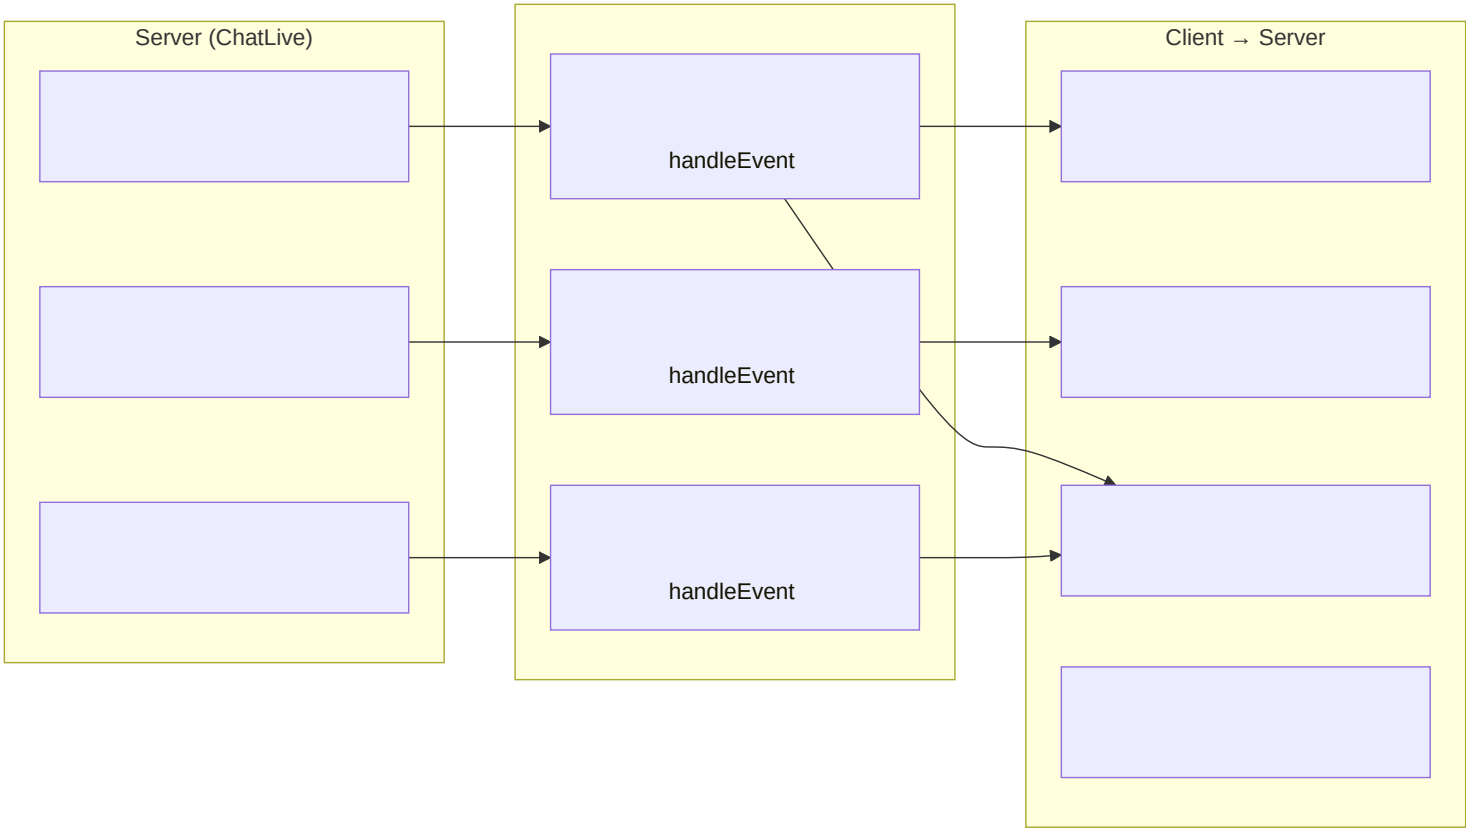 Server (ChatLive)
Client → Server
handleEvent
handleEvent
handleEvent